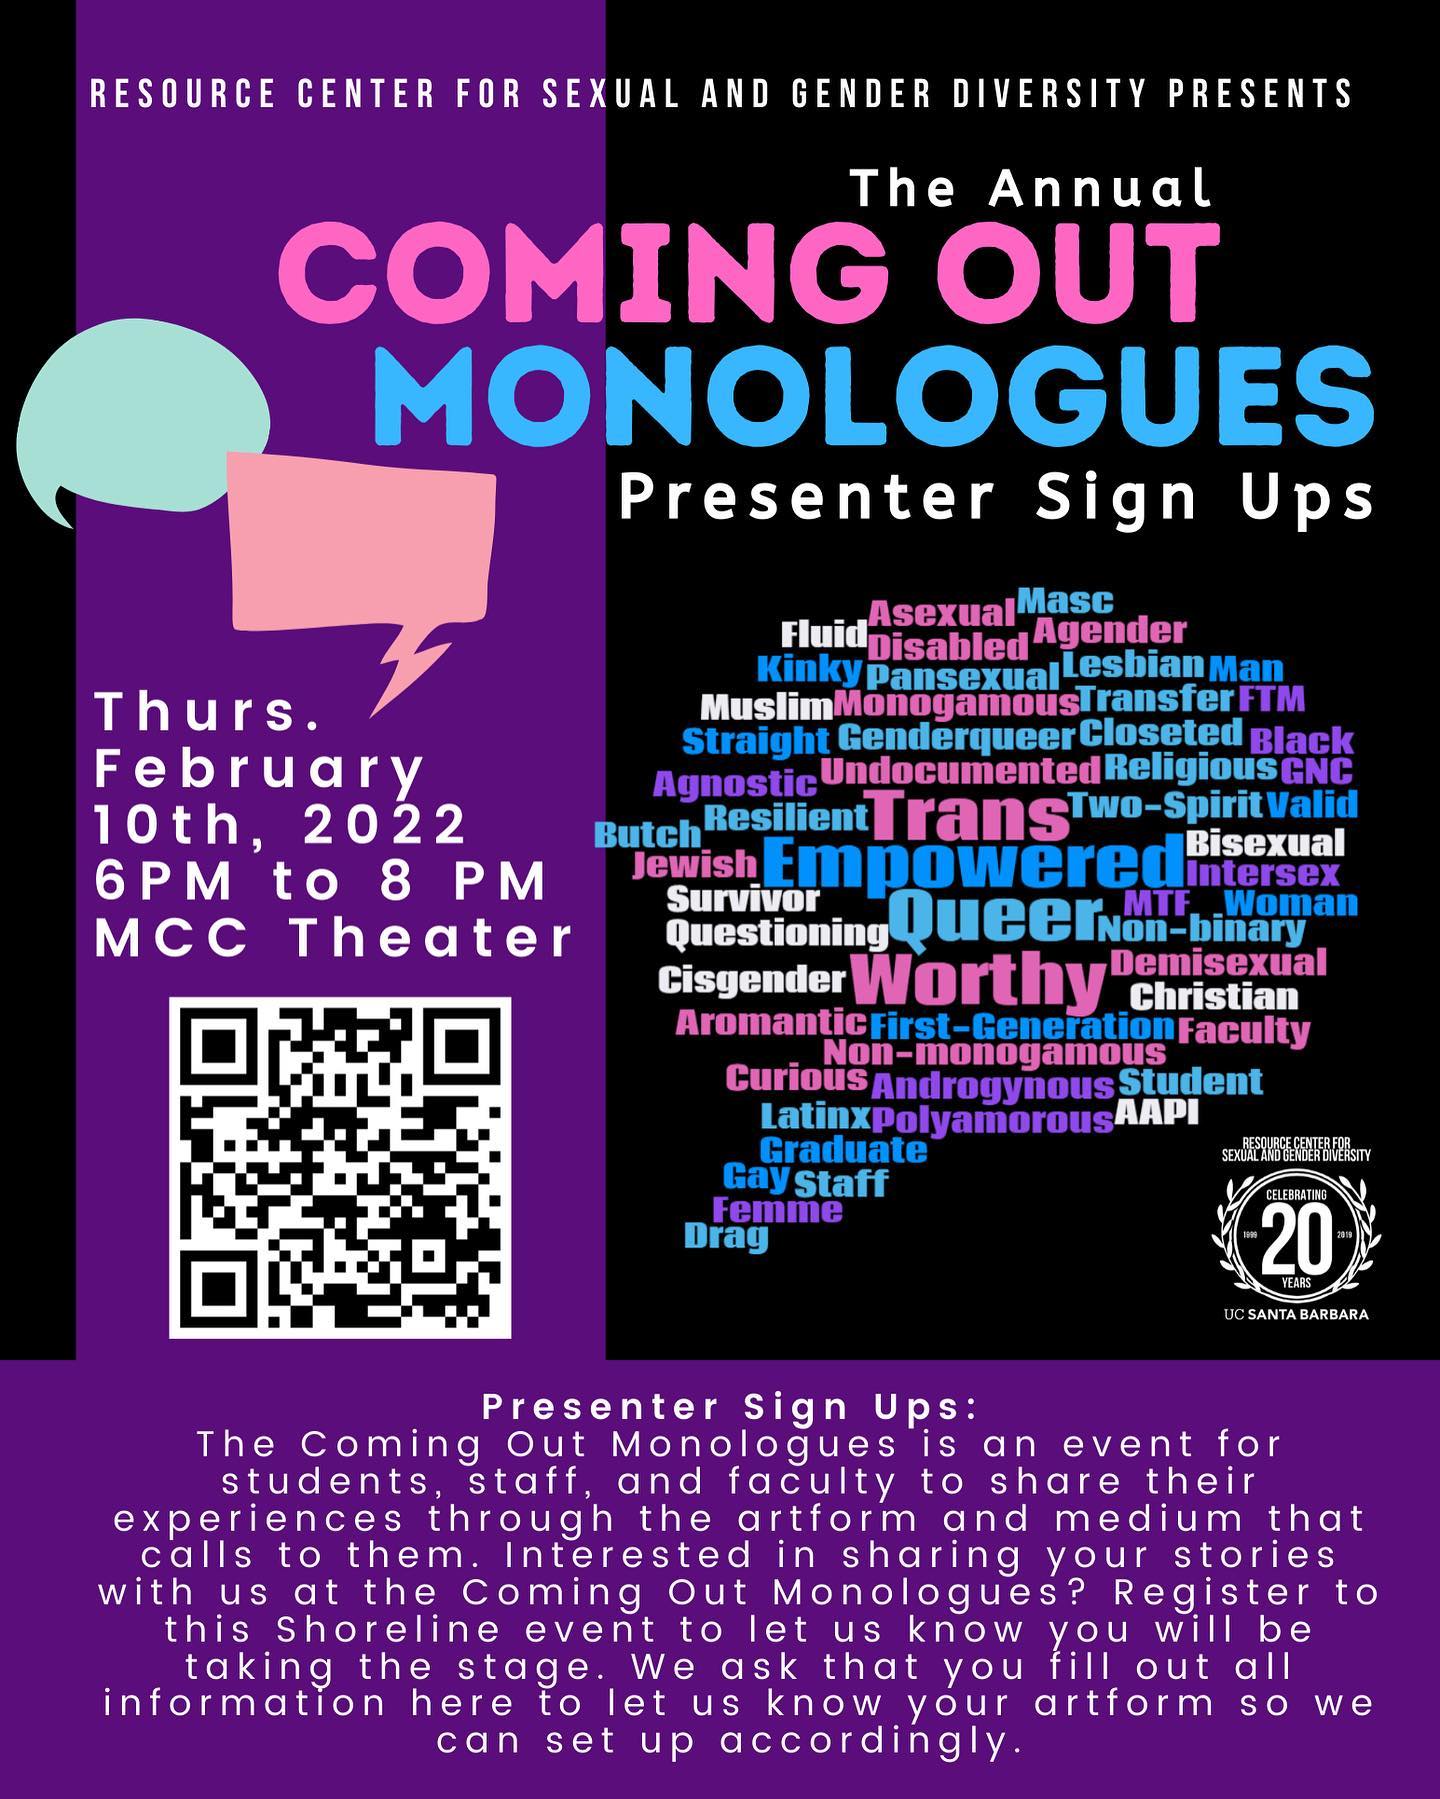 RESOURCE CENTER FOR SEXUAL AND GENDER DIVERSITY PRESENTS
The Annual
COMING OUT
MONOLOGUES
Presenter Sign Ups
Thurs.
February
10th, 2022
6PM to 8 PM
MCC Theater
Masc
Fluid Asexual
Disabled Agender
Kinky Pansexual Lesbian Man
Muslim Monogamous Transfer FTM
Straight Genderqueer Closeted Black
Agnostic Undocumented Religious GNC
Butch Resilient Trans Two-Spirit Valid
Jewish Empowered Bisexual
Intersex
Survivor Queer MTF Woman
Questioning Non-binary
Cisgender Worthy Demisexual
Christian
Aromantic First-Generation Faculty
Non-monogamous
Curious Androgynous Student
Latinx Polyamorous AAPI
Graduate
Gay Staff
Femme
Drag
RESOURCE CENTER FOR
SEXUAL AND GENDER DIVERSITY
CELEBRATING
1999 20 2019
YEARS
UC SANTA BARBARA
Presenter Sign Ups:
The Coming Out Monologues is an event for
students, staff, and faculty to share their
experiences through the artform and medium that
calls to them. Interested in sharing your stories
with us at the Coming Out Monologues? Register to
this Shoreline event to let us know you will be
taking the stage. We ask that you fill out all
information here to let us know your artform so we
can set up accordingly.